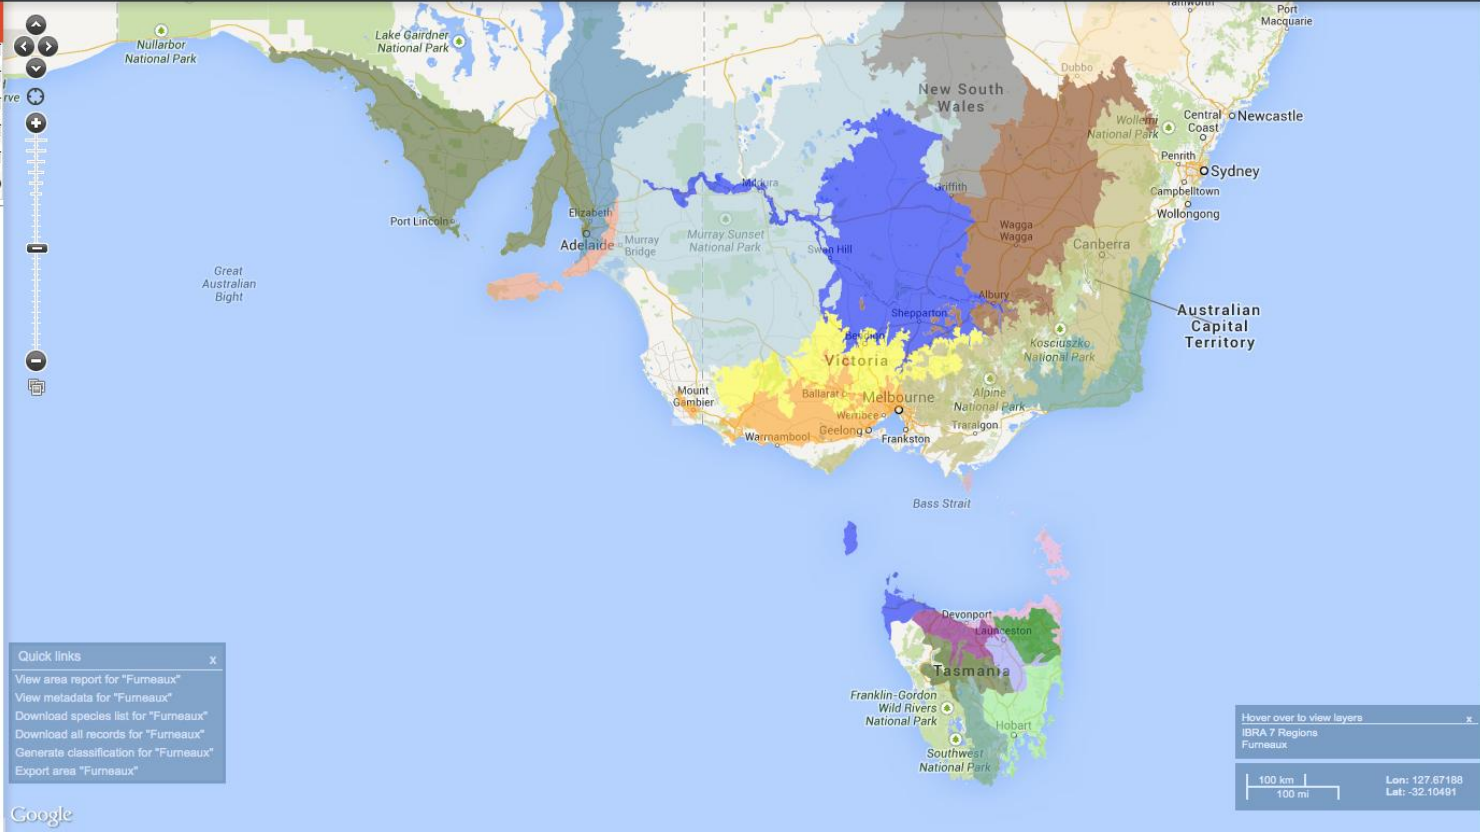 Nullarbor
National Park
Lake Gairdner
National Park
Port
Macquarie
Dubbo
New South
Wales
Wollemi
National Park
Central
Coast
Newcastle
Penrith
Sydney
Campbelltown
Wollongong
Mildura
Griffith
Port Lincoln
Elizabeth
Adelaide
Murray
Bridge
Murray Sunset
National Park
Swan Hill
Wagga
Wagga
Canberra
Great
Australian
Bight
Albury
Shepparton
Australian
Capital
Territory
Bendigo
Kosciuszko
National Park
Victoria
Mount
Gambier
Ballarat
Melbourne
Alpine
National Park
Werribee
Geelong
Warrnambool
Frankston
Traralgon
Bass Strait
Devonport
Launceston
Tasmania
Franklin-Gordon
Wild Rivers
National Park
Hobart
Southwest
National Park
Quick links
x
View area report for "Furneaux"
View metadata for "Furneaux"
Download species list for "Furneaux"
Download all records for "Furneaux"
Generate classification for "Furneaux"
Export area "Furneaux"
Google
Hover over to view layers
x
IBRA 7 Regions
Furneaux
100 km
100 mi
Lon: 127.67188
Lat: -32.10491